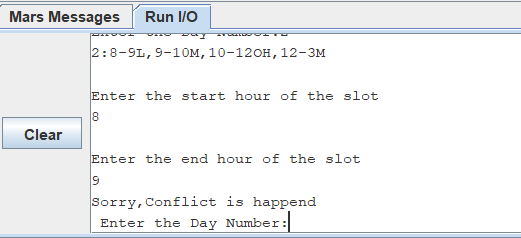 Mars Messages
Run I/O
2:8-9L,9-10M,10-12OH,12-3M
Enter the start hour of the slot
8
Enter the end hour of the slot
9
Sorry,Conflict is happend
Enter the Day Number:
Clear